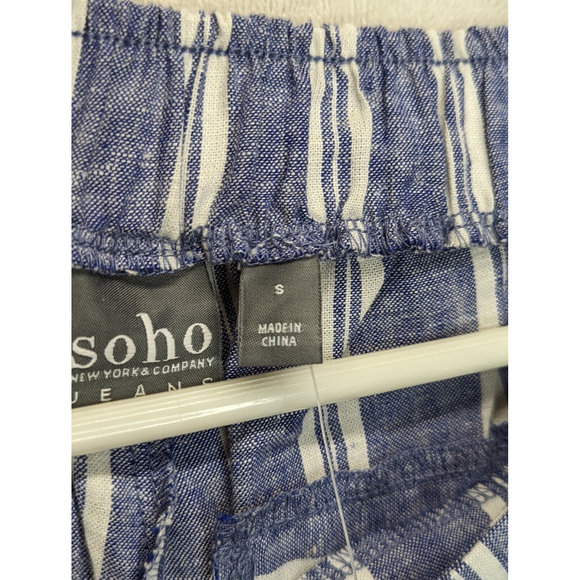 soho
NEW YORK & COMPANY
JEANS
S
MADE IN
CHINA